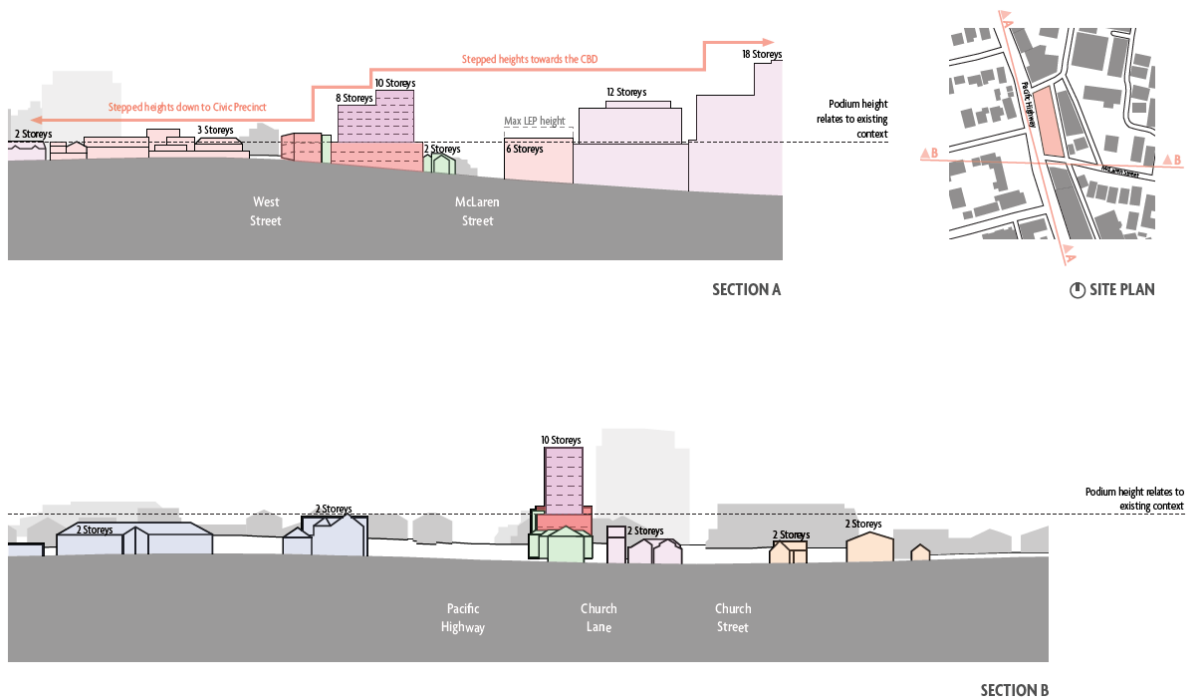 Stepped heights towards the CBD
18 Storeys
10 Storeys
8 Storeys
12 Storeys
Stepped heights down to Civic Precinct
Podium height
relates to existing
context
Max LEP height
2 Storeys
3 Storeys
2 Storeys
6 Storeys
West
Street
McLaren
Street
SECTION A
A
Pacific Highway
B
B
McLaren Street
A
SITE PLAN
10 Storeys
Podium height relates to
existing context
2 Storeys
2 Storeys
2 Storeys
2 Storeys
2 Storeys
Pacific
Highway
Church
Lane
Church
Street
SECTION B